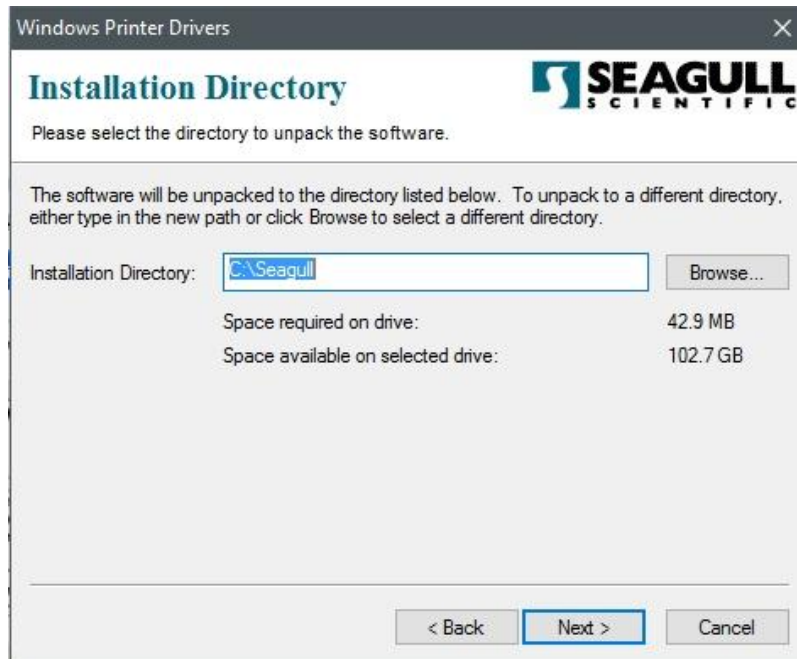 Windows Printer Drivers
Installation Directory
SEAGULL
SCIENTIFIC
Please select the directory to unpack the software.
The software will be unpacked to the directory listed below. To unpack to a different directory,
either type in the new path or click Browse to select a different directory.
Installation Directory: C:\Seagull Browse...
Space required on drive: 42.9 MB
Space available on selected drive: 102.7 GB
< Back Next > Cancel